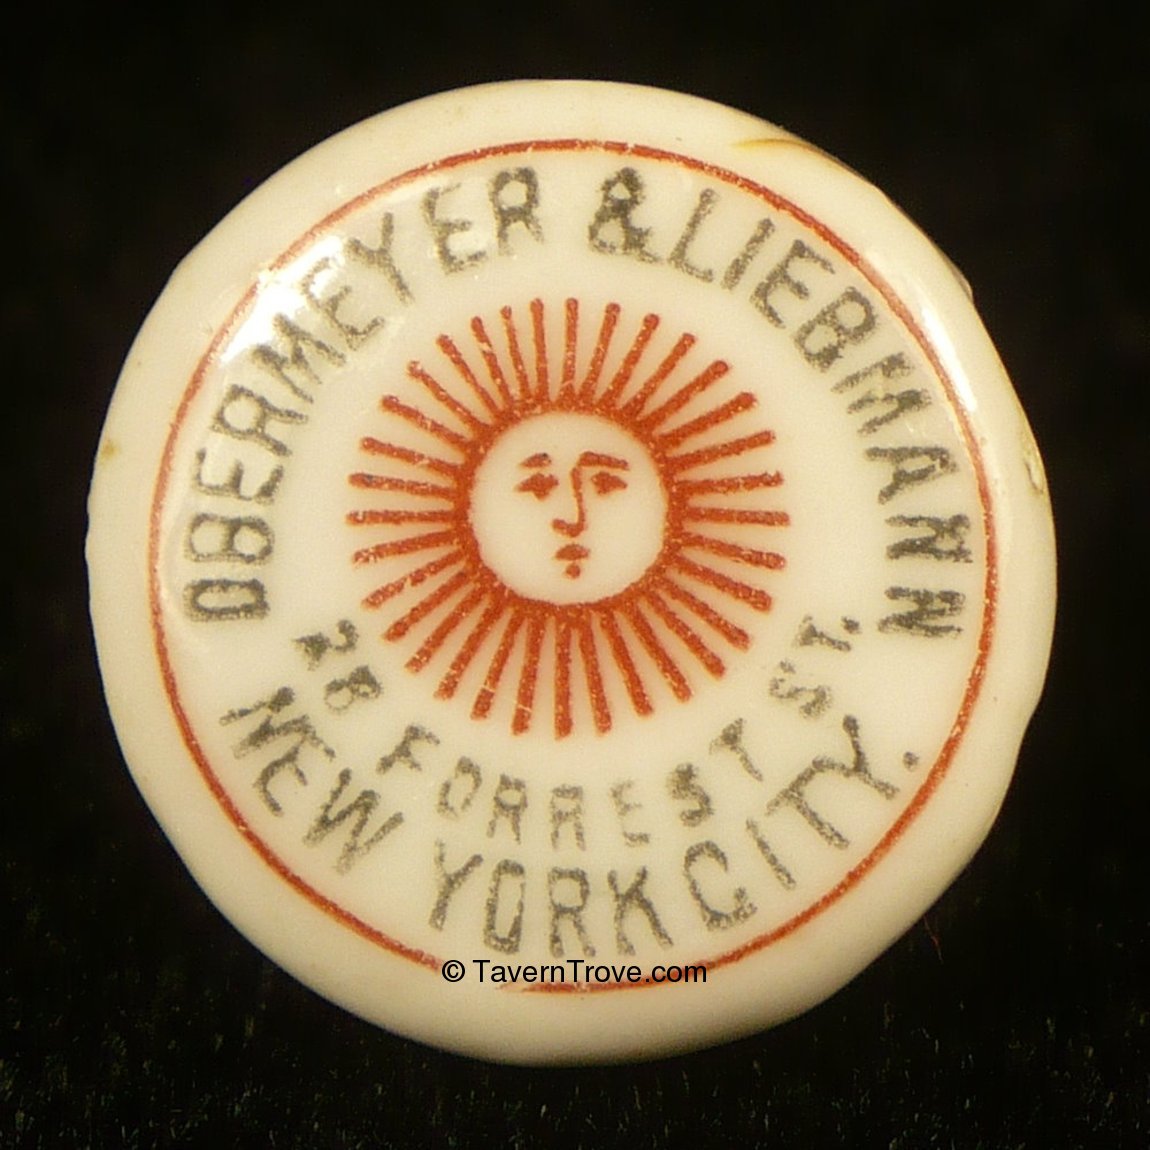 OBERMEYER & LIEBMANN
28 FORREST ST.
NEW YORK CITY.
© TavernTrove.com